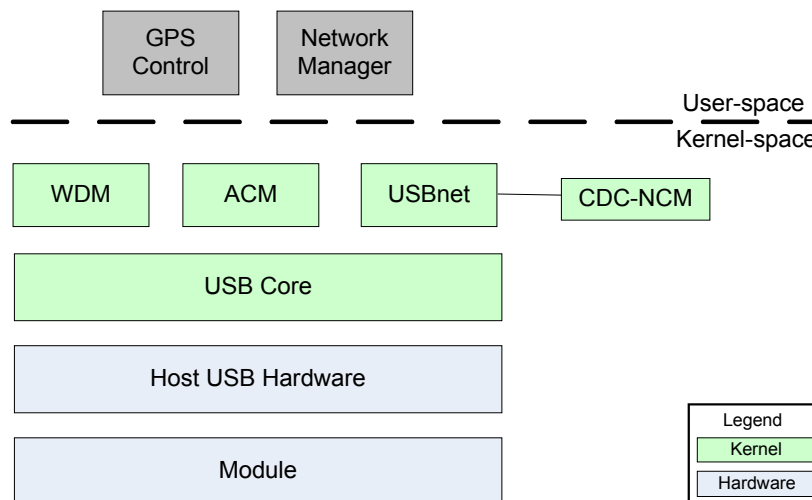 GPS
Control
Network
Manager
User-space
Kernel-space
WDM
ACM
USBnet
CDC-NCM
USB Core
Host USB Hardware
Module
Legend
Kernel
Hardware